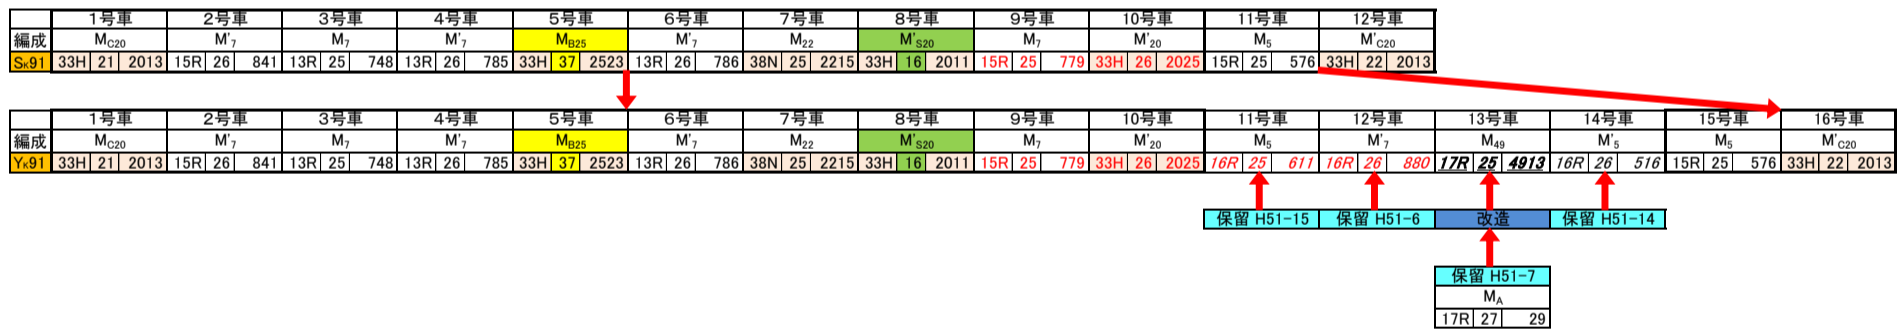 1号車 2号車 3号車 4号車 5号車 6号車 7号車 8号車 9号車 10号車 11号車 12号車
編成 MC20 M'7 M7 M'7 MB25 M'7 M22 M'S20 M7 M'20 M5 M'C20
SK91 33H 21 2013 15R 26 841 13R 25 748 13R 26 785 33H 37 2523 13R 26 786 38N 25 2215 33H 16 2011 15R 25 779 33H 26 2025 15R 25 576 33H 22 2013
1号車 2号車 3号車 4号車 5号車 6号車 7号車 8号車 9号車 10号車 11号車 12号車 13号車 14号車 15号車 16号車
編成 MC20 M'7 M7 M'7 MB25 M'7 M22 M'S20 M7 M'20 M5 M'7 M49 M'5 M5 M'C20
YK91 33H 21 2013 15R 26 841 13R 25 748 13R 26 785 33H 37 2523 13R 26 786 38N 25 2215 33H 16 2011 15R 25 779 33H 26 2025 16R 25 611 16R 26 880 17R 25 4913 16R 26 516 15R 25 576 33H 22 2013
保留 H51-15 保留 H51-6 改造 保留 H51-14
保留 H51-7
MA
17R 27 29